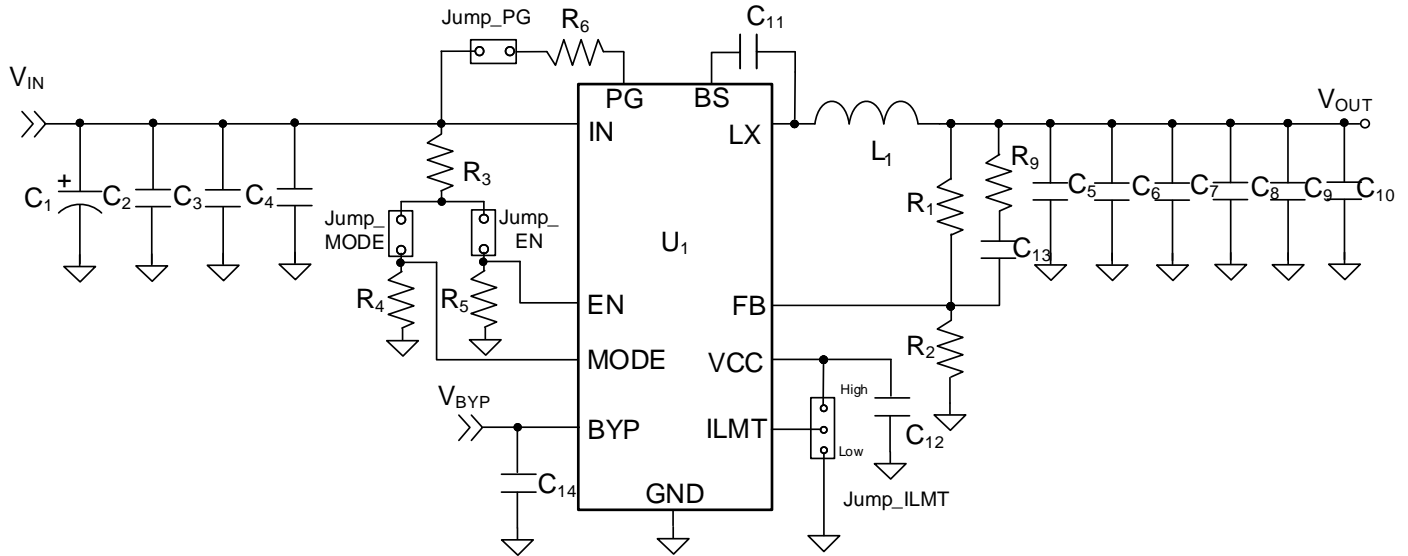 Jump_PG
R6
C11
VIN
PG
BS
VOUT
IN
LX
L1
R3
R9
C1
+
C2
C3
C4
R1
C5
C6
C7
C8
C9
C10
Jump_
MODE
Jump_
EN
U1
C13
R4
R5
EN
FB
R2
MODE
VCC
VBYP
High
BYP
ILMT
C12
Low
C14
GND
Jump_ILMT